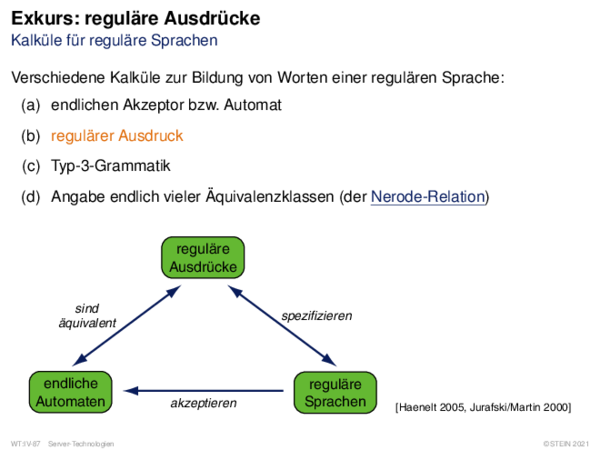 Exkurs: reguläre Ausdrücke
Kalküle für reguläre Sprachen
Verschiedene Kalküle zur Bildung von Worten einer regulären Sprache:
(a) endlichen Akzeptor bzw. Automat
(b) regulärer Ausdruck
(c) Typ-3-Grammatik
(d) Angabe endlich vieler Äquivalenzklassen (der Nerode-Relation)
reguläre
Ausdrücke
sind
äquivalent
spezifizieren
endliche
Automaten
akzeptieren
reguläre
Sprachen
[Haenelt 2005, Jurafski/Martin 2000]
WT:IV-87 Server-Technologien
©STEIN 2021